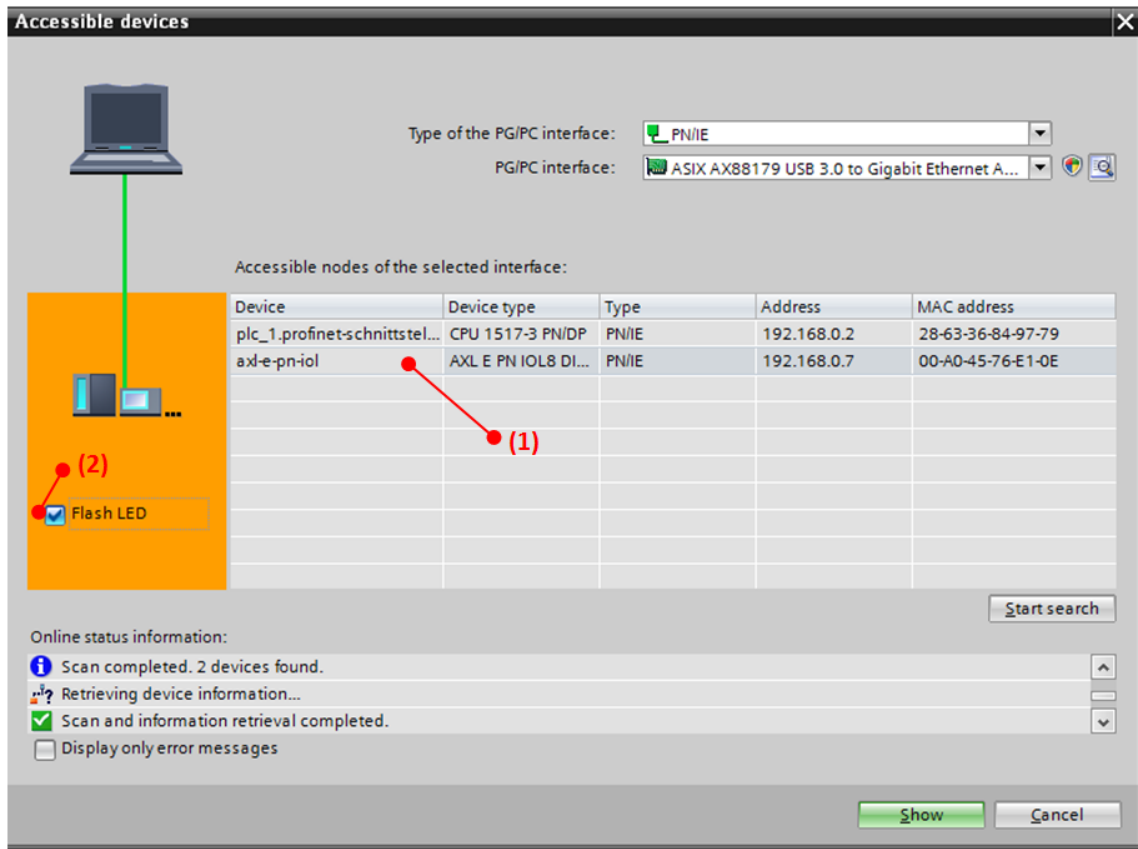 Accessible devices
Type of the PG/PC interface: PN/IE
PG/PC interface: ASIX AX88179 USB 3.0 to Gigabit Ethernet A...
Accessible nodes of the selected interface:
Device Device type Type Address MAC address
plc_1.profinet-schnittstel... CPU 1517-3 PN/DP PN/IE 192.168.0.2 28-63-36-84-97-79
axl-e-pn-iol AXL E PN IOL8 DI... PN/IE 192.168.0.7 00-A0-45-76-E1-0E
(1)
(2)
Flash LED
Start search
Online status information:
Scan completed. 2 devices found.
Retrieving device information...
Scan and information retrieval completed.
Display only error messages
Show Cancel